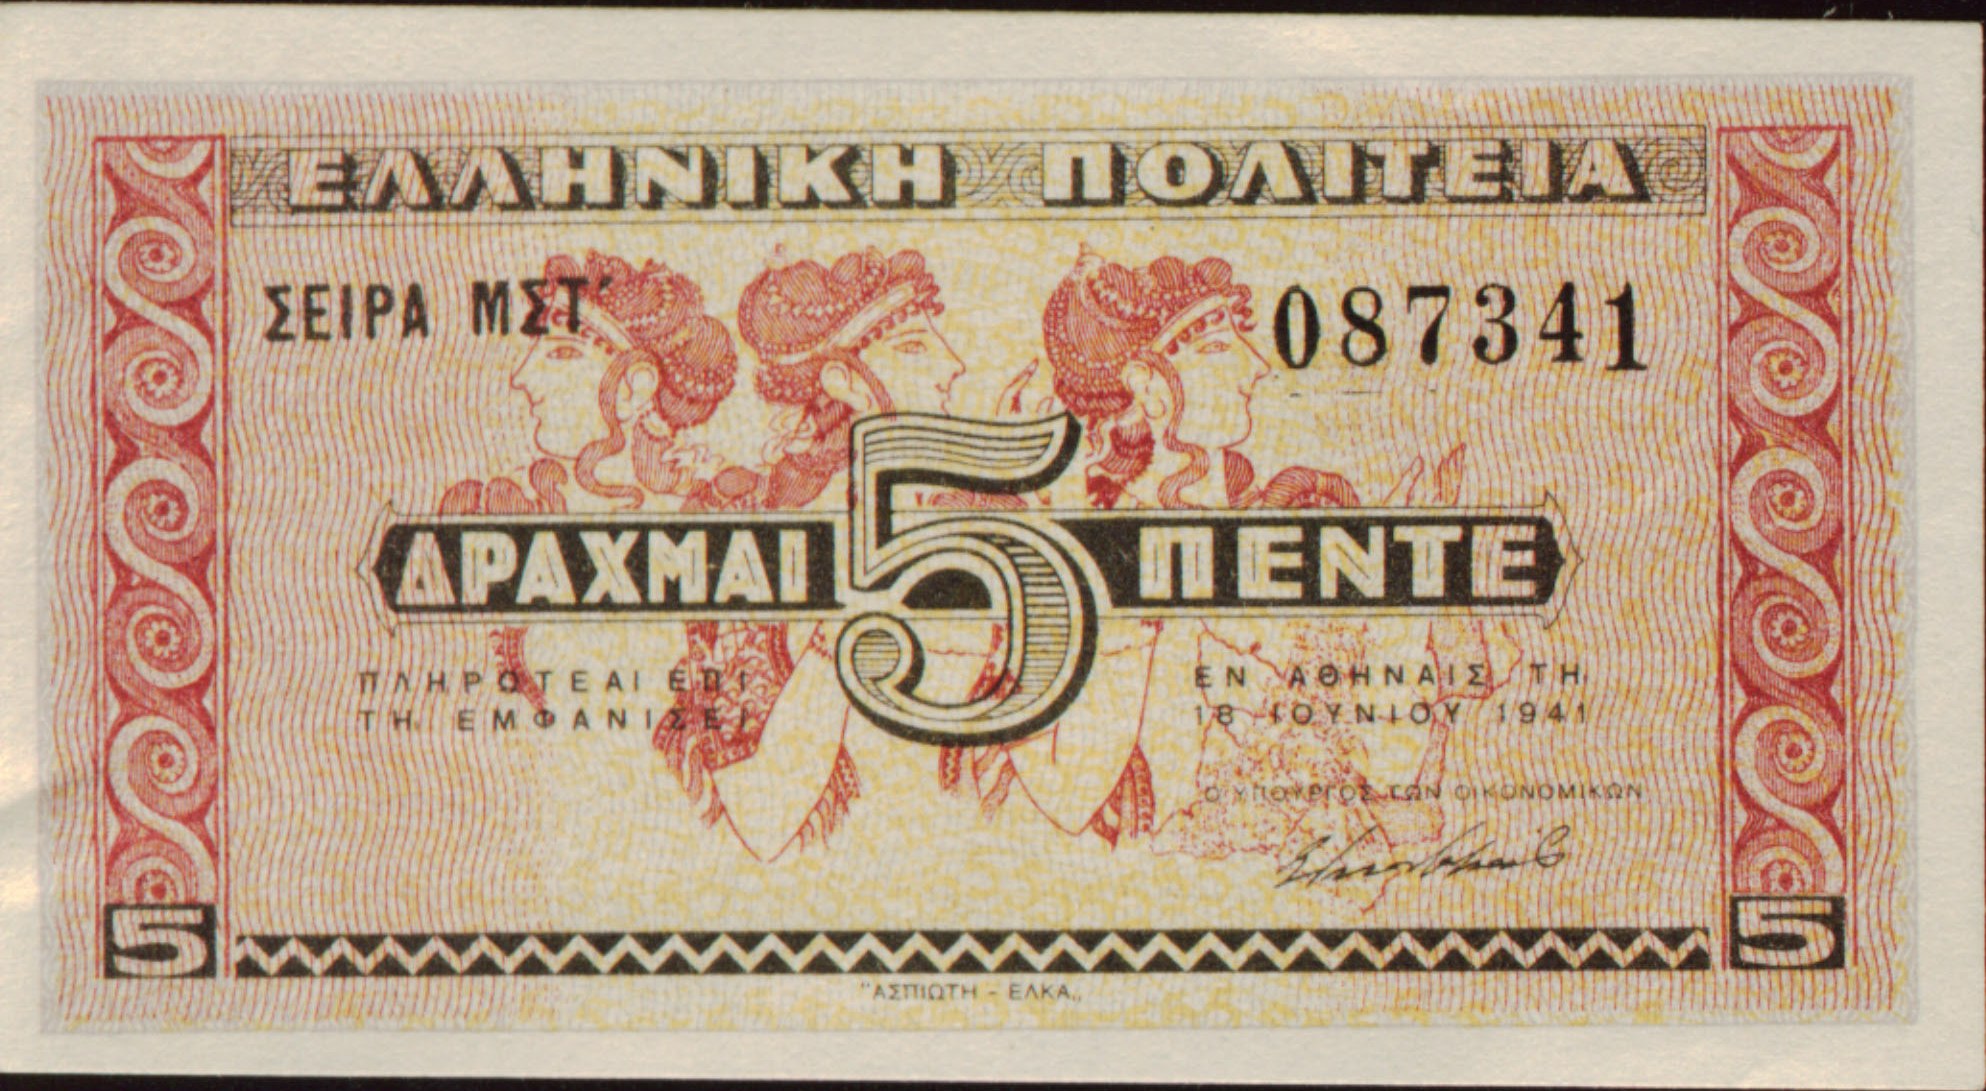 ΕΛΛΗΝΙΚΗ ΠΟΛΙΤΕΙΑ
ΣΕΙΡΑ ΜΣΤ' 087341
ΔΡΑΧΜΑΙ 5 ΠΕΝΤΕ
ΠΛΗΡΟΤΕΑΙ ΕΠΙ
ΤΗ ΕΜΦΑΝΙΣΕΙ
ΕΝ ΑΘΗΝΑΙΣ ΤΗ
18 ΙΟΥΝΙΟΥ 1941
Ο ΥΠΟΥΡΓΟΣ ΤΩΝ ΟΙΚΟΝΟΜΙΚΩΝ
5 5
"ΑΣΠΙΩΤΗ - ΕΛΚΑ„